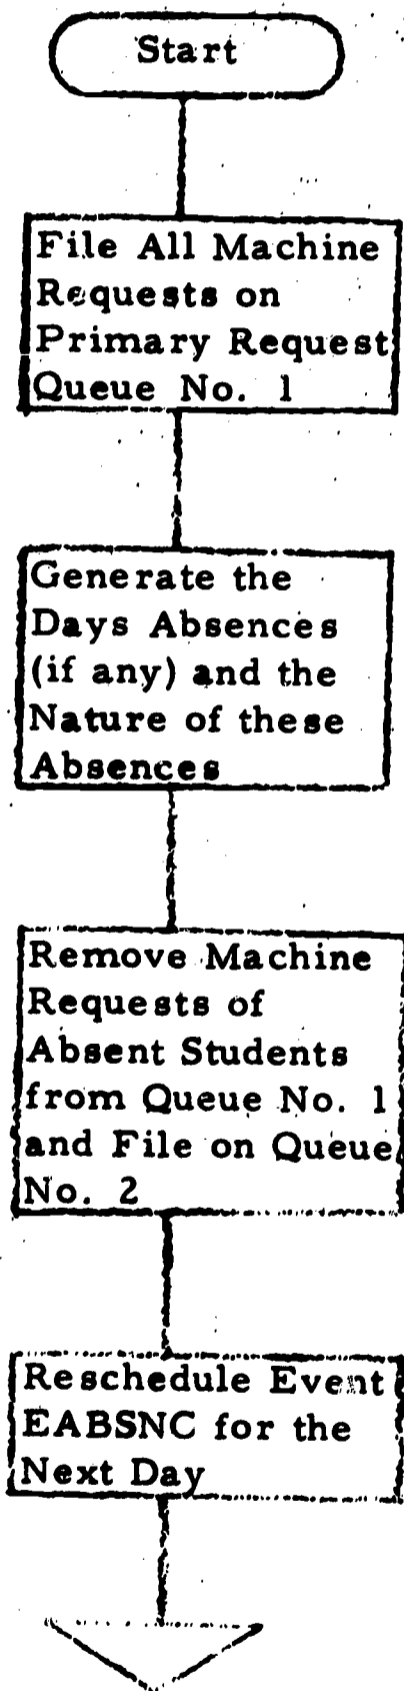 Start
File All Machine
Requests on
Primary Request
Queue No. 1
Generate the
Days Absences
(if any) and the
Nature of these
Absences
Remove Machine
Requests of
Absent Students
from Queue No. 1
and File on Queue
No. 2
Reschedule Event
EABSNC for the
Next Day